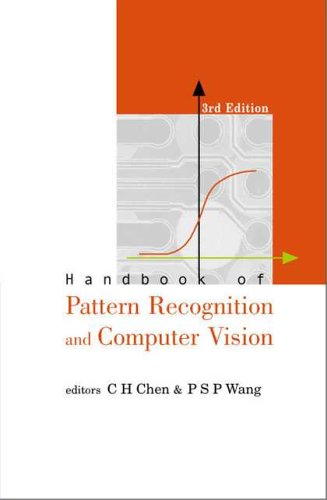 3rd Edition
Handbook of
Pattern Recognition
and Computer Vision
editors C H Chen & P S P Wang